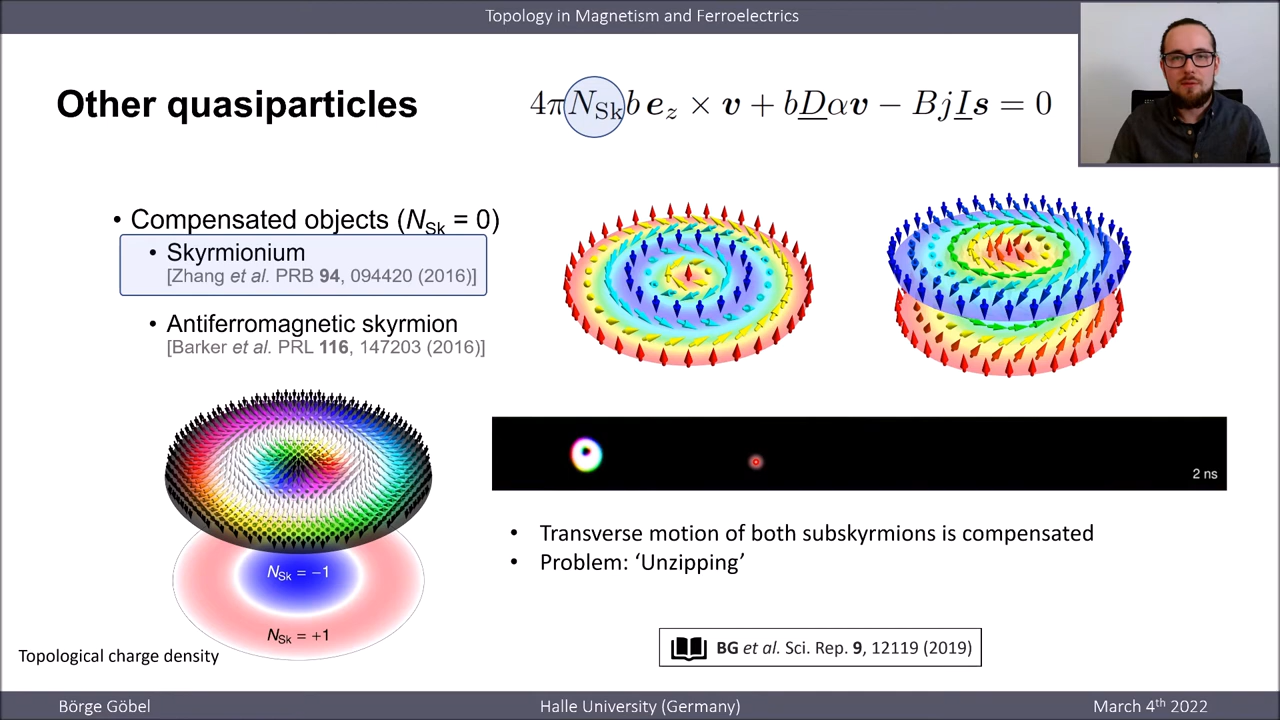 Topology in Magnetism and Ferroelectrics
Other quasiparticles
4πN_Sk b e_z × v + bDαv − BjIs = 0
• Compensated objects (N_Sk = 0)
• Skyrmionium
[Zhang et al. PRB 94, 094420 (2016)]
• Antiferromagnetic skyrmion
[Barker et al. PRL 116, 147203 (2016)]
2 ns
• Transverse motion of both subskyrmions is compensated
• Problem: ‘Unzipping’
N_Sk = −1
N_Sk = +1
Topological charge density
BG et al. Sci. Rep. 9, 12119 (2019)
Börge Göbel
Halle University (Germany)
March 4th 2022